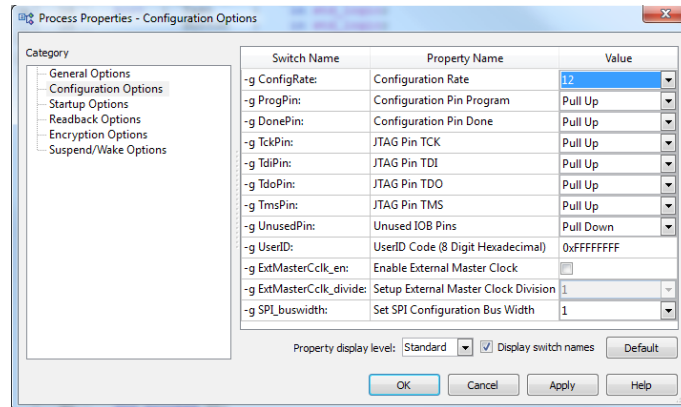 Process Properties - Configuration Options
Category
General Options
Configuration Options
Startup Options
Readback Options
Encryption Options
Suspend/Wake Options
Switch Name Property Name Value
-g ConfigRate: Configuration Rate 12
-g ProgPin: Configuration Pin Program Pull Up
-g DonePin: Configuration Pin Done Pull Up
-g TckPin: JTAG Pin TCK Pull Up
-g TdiPin: JTAG Pin TDI Pull Up
-g TdoPin: JTAG Pin TDO Pull Up
-g TmsPin: JTAG Pin TMS Pull Up
-g UnusedPin: Unused IOB Pins Pull Down
-g UserID: UserID Code (8 Digit Hexadecimal) 0xFFFFFFFF
-g ExtMasterCclk_en: Enable External Master Clock
-g ExtMasterCclk_divide: Setup External Master Clock Division 1
-g SPI_buswidth: Set SPI Configuration Bus Width 1
Property display level: Standard Display switch names Default
OK Cancel Apply Help